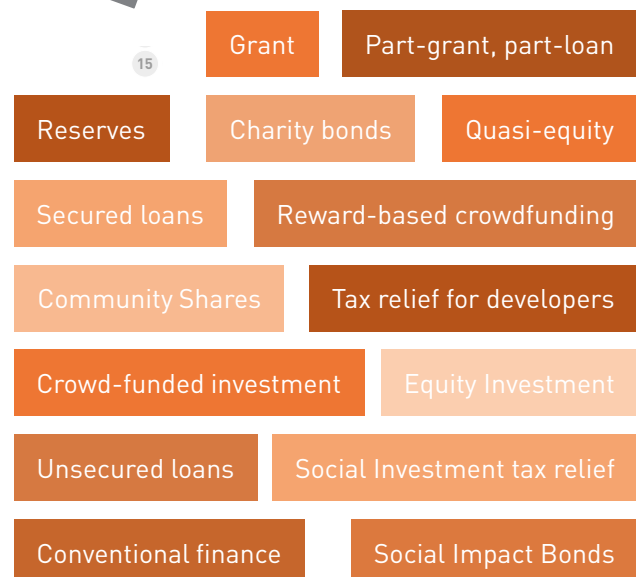 Grant
Part-grant, part-loan
15
Reserves
Charity bonds
Quasi-equity
Secured loans
Reward-based crowdfunding
Community Shares
Tax relief for developers
Crowd-funded investment
Equity Investment
Unsecured loans
Social Investment tax relief
Conventional finance
Social Impact Bonds